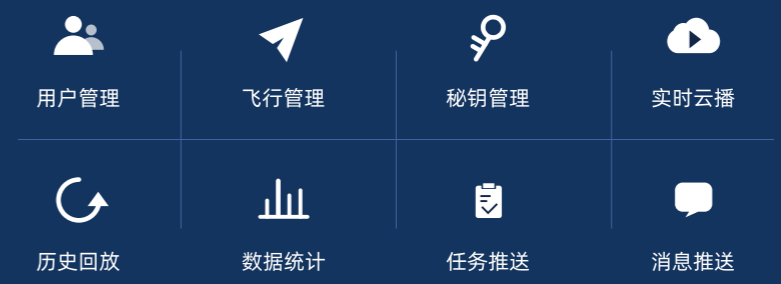 用户管理
飞行管理
秘钥管理
实时云播
历史回放
数据统计
任务推送
消息推送